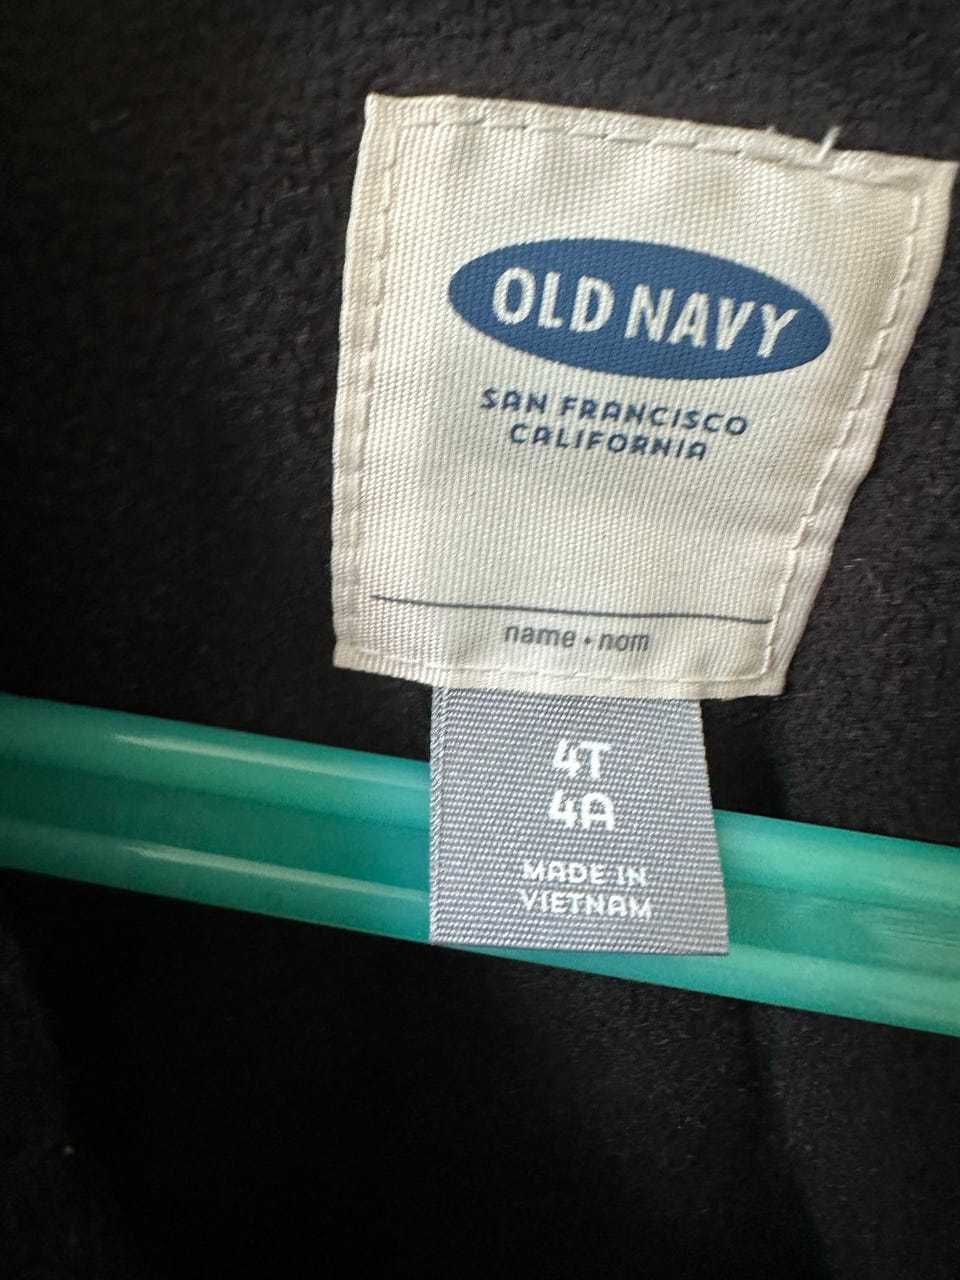 OLD NAVY
SAN FRANCISCO
CALIFORNIA
name • nom
4T
4A
MADE IN
VIETNAM